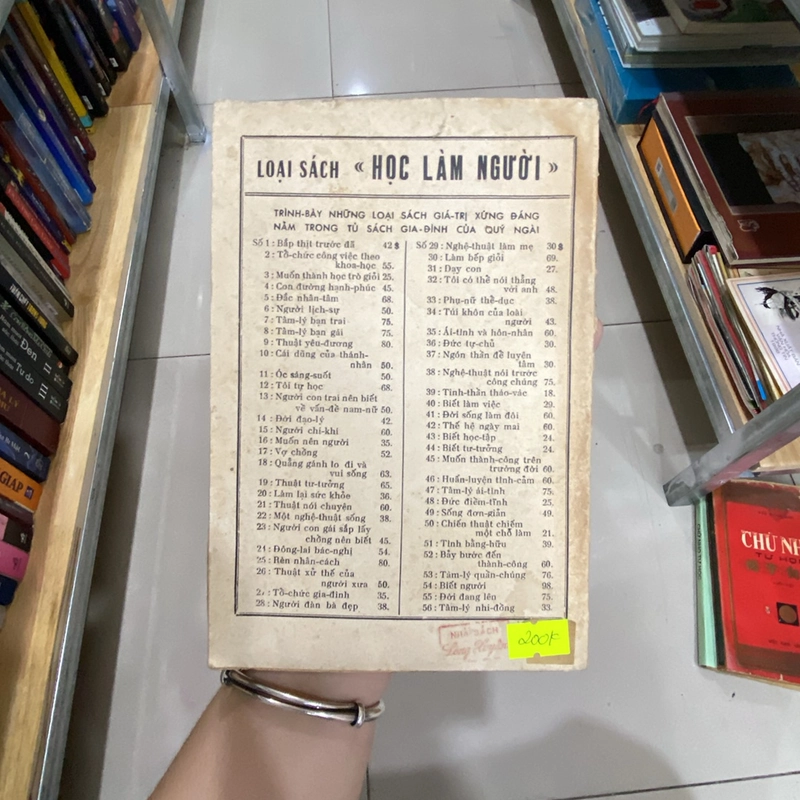 LOẠI SÁCH « HỌC LÀM NGƯỜI »
TRÌNH-BÀY NHỮNG LOẠI SÁCH GIÁ-TRỊ XỨNG ĐÁNG
NẰM TRONG TỦ SÁCH GIA-ĐÌNH CỦA QUÝ NGÀI
Số 1 : Bắp thịt trước đã 42 $
2 : Tổ-chức công việc theo
khoa-học 55.
3 : Muốn thành học trò giỏi 25.
4 : Con đường hạnh-phúc 45.
5 : Đắc nhân-tâm 68.
6 : Người lịch-sự 50.
7 : Tâm-lý bạn trai 75.
8 : Tâm-lý bạn gái 75.
9 : Thuật yêu-đương 80.
10 : Cái dũng của thánh-
nhân 50.
11 : Óc sáng-suốt 50.
12 : Tôi tự học 68.
13 : Người con trai nên biết
về vấn-đề nam-nữ 50.
14 : Đời đạo-lý 42.
15 : Người chí-khí 60.
16 : Muốn nên người 35.
17 : Vợ chồng 52.
18 : Quẳng gánh lo đi và
vui sống 63.
19 : Thuật tư-tưởng 65.
20 : Làm lại sức khỏe 36.
21 : Thuật nói chuyện 60.
22 : Một nghệ-thuật sống 38.
23 : Người con gái sắp lấy
chồng nên biết 45.
24 : Đông-lai bác-nghị 54.
25 : Rèn nhân-cách 80.
26 : Thuật xử thế của
người xưa 50.
27 : Tổ-chức gia-đình 35.
28 : Người đàn bà đẹp 38.
Số 29 : Nghệ-thuật làm mẹ 30 $
30 : Làm bếp giỏi 69.
31 : Dạy con 27.
32 : Tôi có thể nói thẳng
với anh 48.
33 : Phụ-nữ thể-dục 38.
34 : Túi khôn của loài
người 43.
35 : Ái-tình và hôn-nhân 60.
36 : Đức tự-chủ 30.
37 : Ngón thần để luyện
tâm 30.
38 : Nghệ-thuật nói trước
công chúng 75.
39 : Tinh-thần tháo-vác 18.
40 : Biết làm việc 29.
41 : Đời sống lâm đôi 60.
42 : Thế hệ ngày mai 60.
43 : Biết học-tập 24.
44 : Biết tư-tưởng 24.
45 : Muốn thành-công trên
trường đời 60.
46 : Huấn-luyện tình-cảm 60.
47 : Tâm-lý ái-tình 75.
48 : Đức điềm-tĩnh 25.
49 : Sống đơn-giản 49.
50 : Chiến thuật chiếm
một chỗ làm 21.
51 : Tình bằng-hữu 39.
52 : Bẩy bước đến
thành-công 60.
53 : Tâm-lý quần-chúng 76.
54 : Biết người 98.
55 : Đời đang lên 75.
56 : Tâm-lý nhi-đồng 33.
NHÀ SÁCH
200K
Đen
Tự do
GIÁP
CHỮ NH